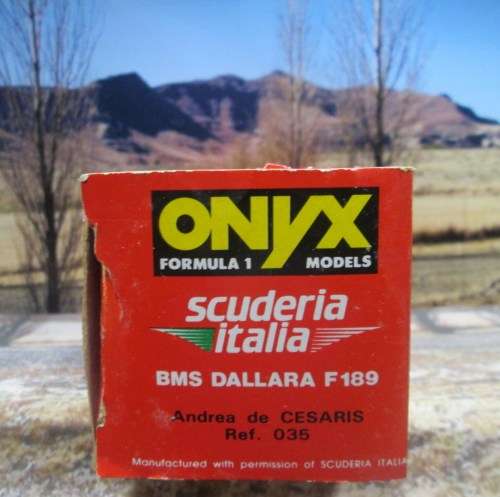 ONYX
FORMULA 1 MODELS
scuderia
italia
BMS DALLARA F189
Andrea de CESARIS
Ref. 035
Manufactured with permission of SCUDERIA ITALIA